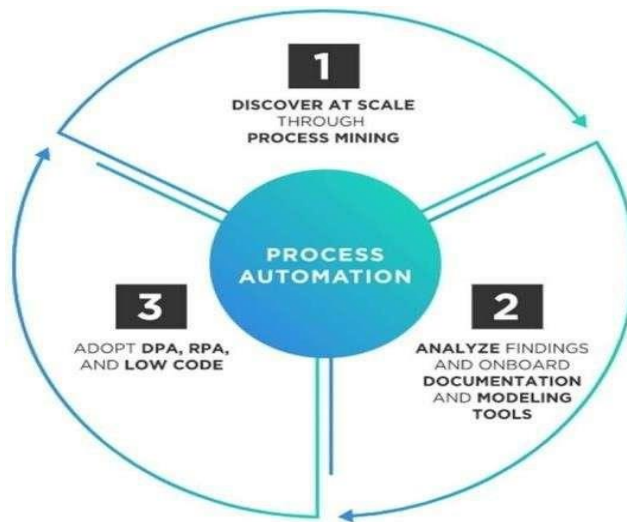 1
DISCOVER AT SCALE
THROUGH
PROCESS MINING
PROCESS
AUTOMATION
3
ADOPT DPA, RPA,
AND LOW CODE
2
ANALYZE FINDINGS
AND ONBOARD
DOCUMENTATION
AND MODELING
TOOLS